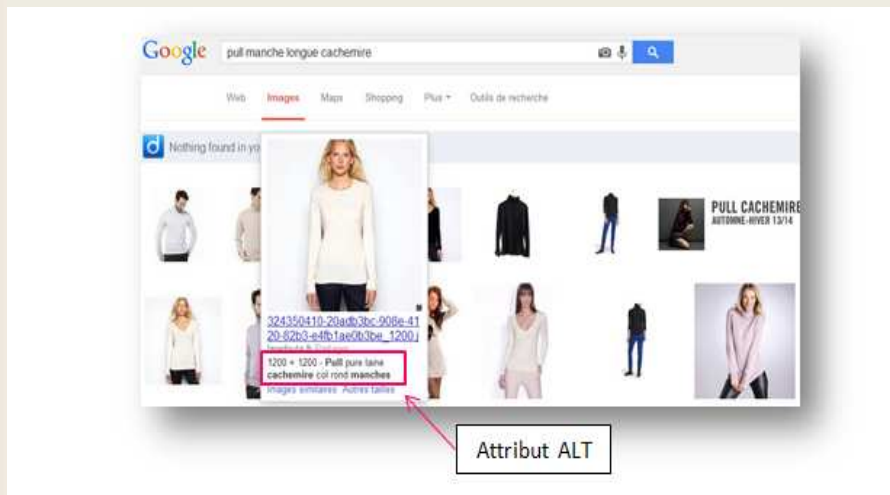 Google pull manche longue cachemire
Web Images Maps Shopping Plus Outils de recherche
d Nothing found in yo
PULL CACHEMIRE
AUTOMNE-HIVER 13/14
324350410-20adb3bc-908e-41
20-82b3-e4fb1ae0b3be_1200j
1200 × 1200 - Pull pure laine
cachemire col rond manches
Images similaires Autres tailles
Attribut ALT